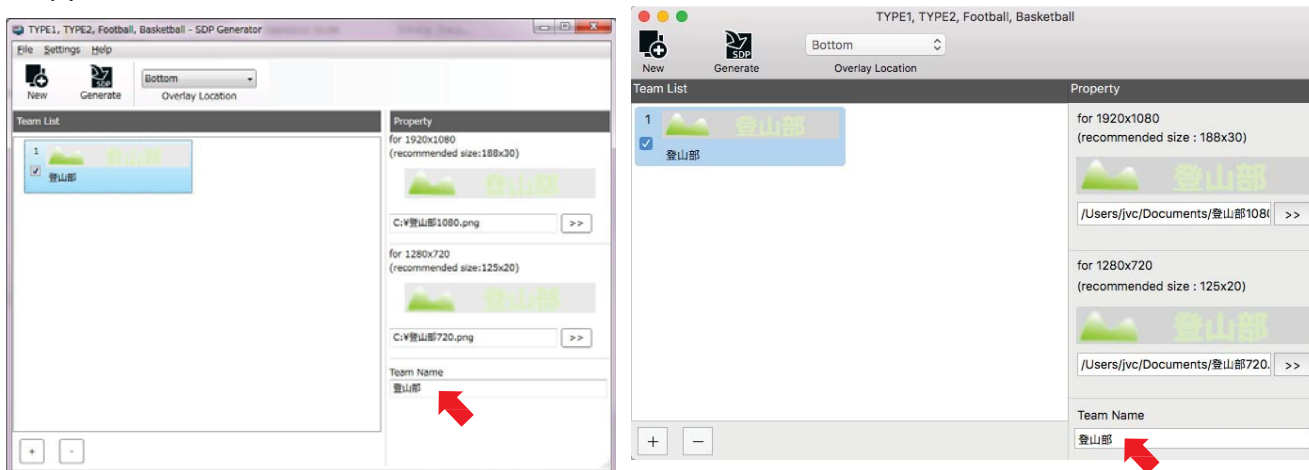 TYPE1, TYPE2, Football, Basketball - SDP Generator
File Settings Help
New
Generate
SDP
Bottom
Overlay Location
Team List
1
登山部
登山部
Property
for 1920x1080
(recommended size:188x30)
登山部
C:¥登山部1080.png
>>
for 1280x720
(recommended size:125x20)
登山部
C:¥登山部720.png
>>
Team Name
登山部
+
-
TYPE1, TYPE2, Football, Basketball
SDP
Bottom
New
Generate
Overlay Location
Team List
1
登山部
登山部
Property
for 1920x1080
(recommended size : 188x30)
登山部
/Users/jvc/Documents/登山部108
>>
for 1280x720
(recommended size : 125x20)
登山部
/Users/jvc/Documents/登山部720.
>>
Team Name
登山部
+
−